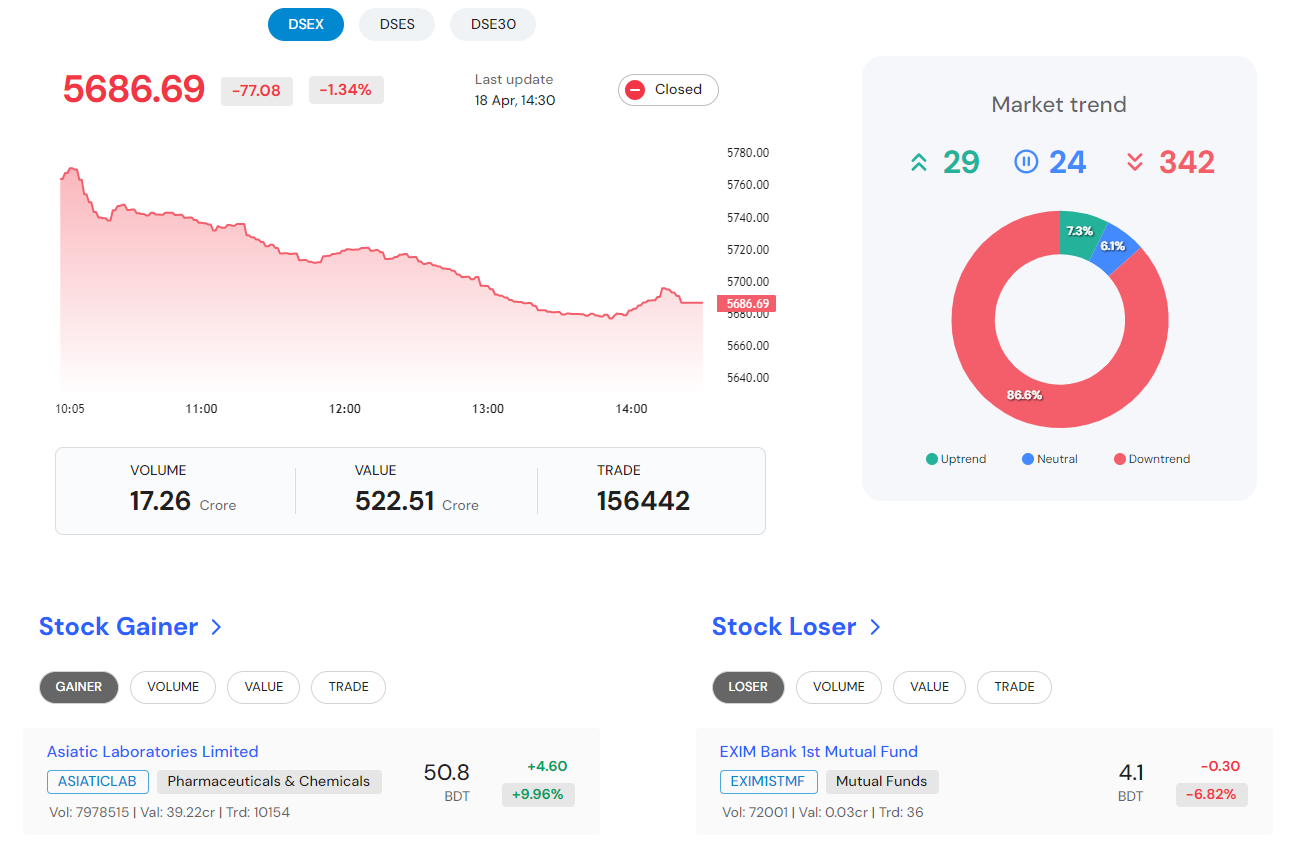 DSEX DSES DSE30
5686.69 -77.08 -1.34%
Last update
18 Apr, 14:30
Closed
5780.00
5760.00
5740.00
5720.00
5700.00
5686.69
5680.00
5660.00
5640.00
10:05 11:00 12:00 13:00 14:00
VOLUME
17.26 Crore
VALUE
522.51 Crore
TRADE
156442
Market trend
29 24 342
7.3%
6.1%
86.6%
Uptrend Neutral Downtrend
Stock Gainer
GAINER VOLUME VALUE TRADE
Asiatic Laboratories Limited
ASIATICLAB Pharmaceuticals & Chemicals
Vol: 7978515 | Val: 39.22cr | Trd: 10154
50.8
BDT
+4.60
+9.96%
Stock Loser
LOSER VOLUME VALUE TRADE
EXIM Bank 1st Mutual Fund
EXIM1STMF Mutual Funds
Vol: 72001 | Val: 0.03cr | Trd: 36
4.1
BDT
-0.30
-6.82%